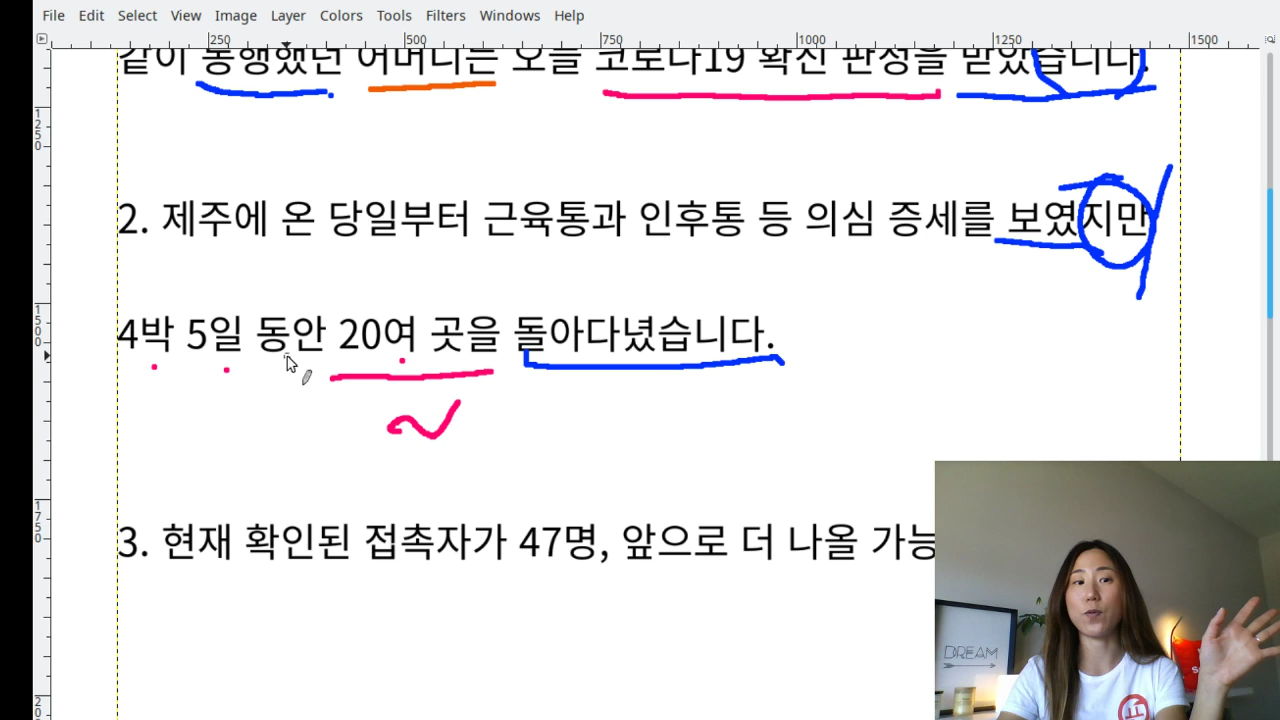 File Edit Select View Image Layer Colors Tools Filters Windows Help
250 500 750 1000 1250 1500
같이 동행했던 어머니는 오늘 코로나19 확진 판정을 받았습니다.
1250
2. 제주에 온 당일부터 근육통과 인후통 등 의심 증세를 보였지만
1500
4박 5일 동안 20여 곳을 돌아다녔습니다.
1750
3. 현재 확인된 접촉자가 47명, 앞으로 더 나올 가능
DREAM